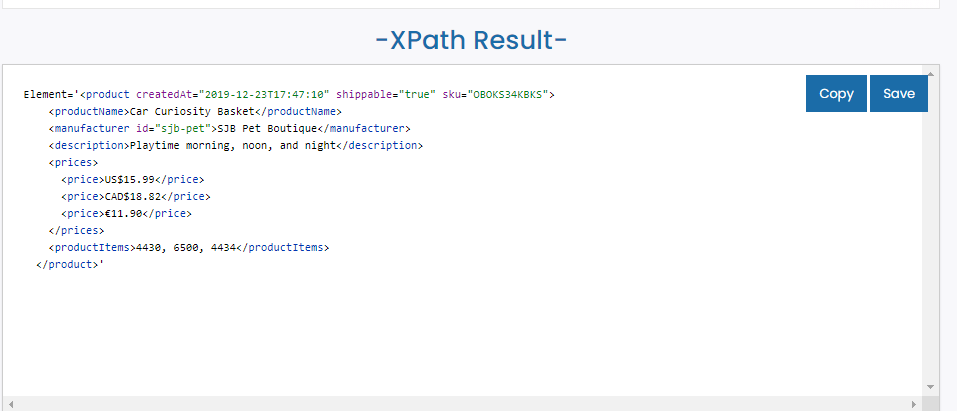 -XPath Result-
Copy
Save
Element='<product createdAt="2019-12-23T17:47:10" shippable="true" sku="OBOKS34KBKS">
<productName>Car Curiosity Basket</productName>
<manufacturer id="sjb-pet">SJB Pet Boutique</manufacturer>
<description>Playtime morning, noon, and night</description>
<prices>
<price>US$15.99</price>
<price>CAD$18.82</price>
<price>€11.90</price>
</prices>
<productItems>4430, 6500, 4434</productItems>
</product>'